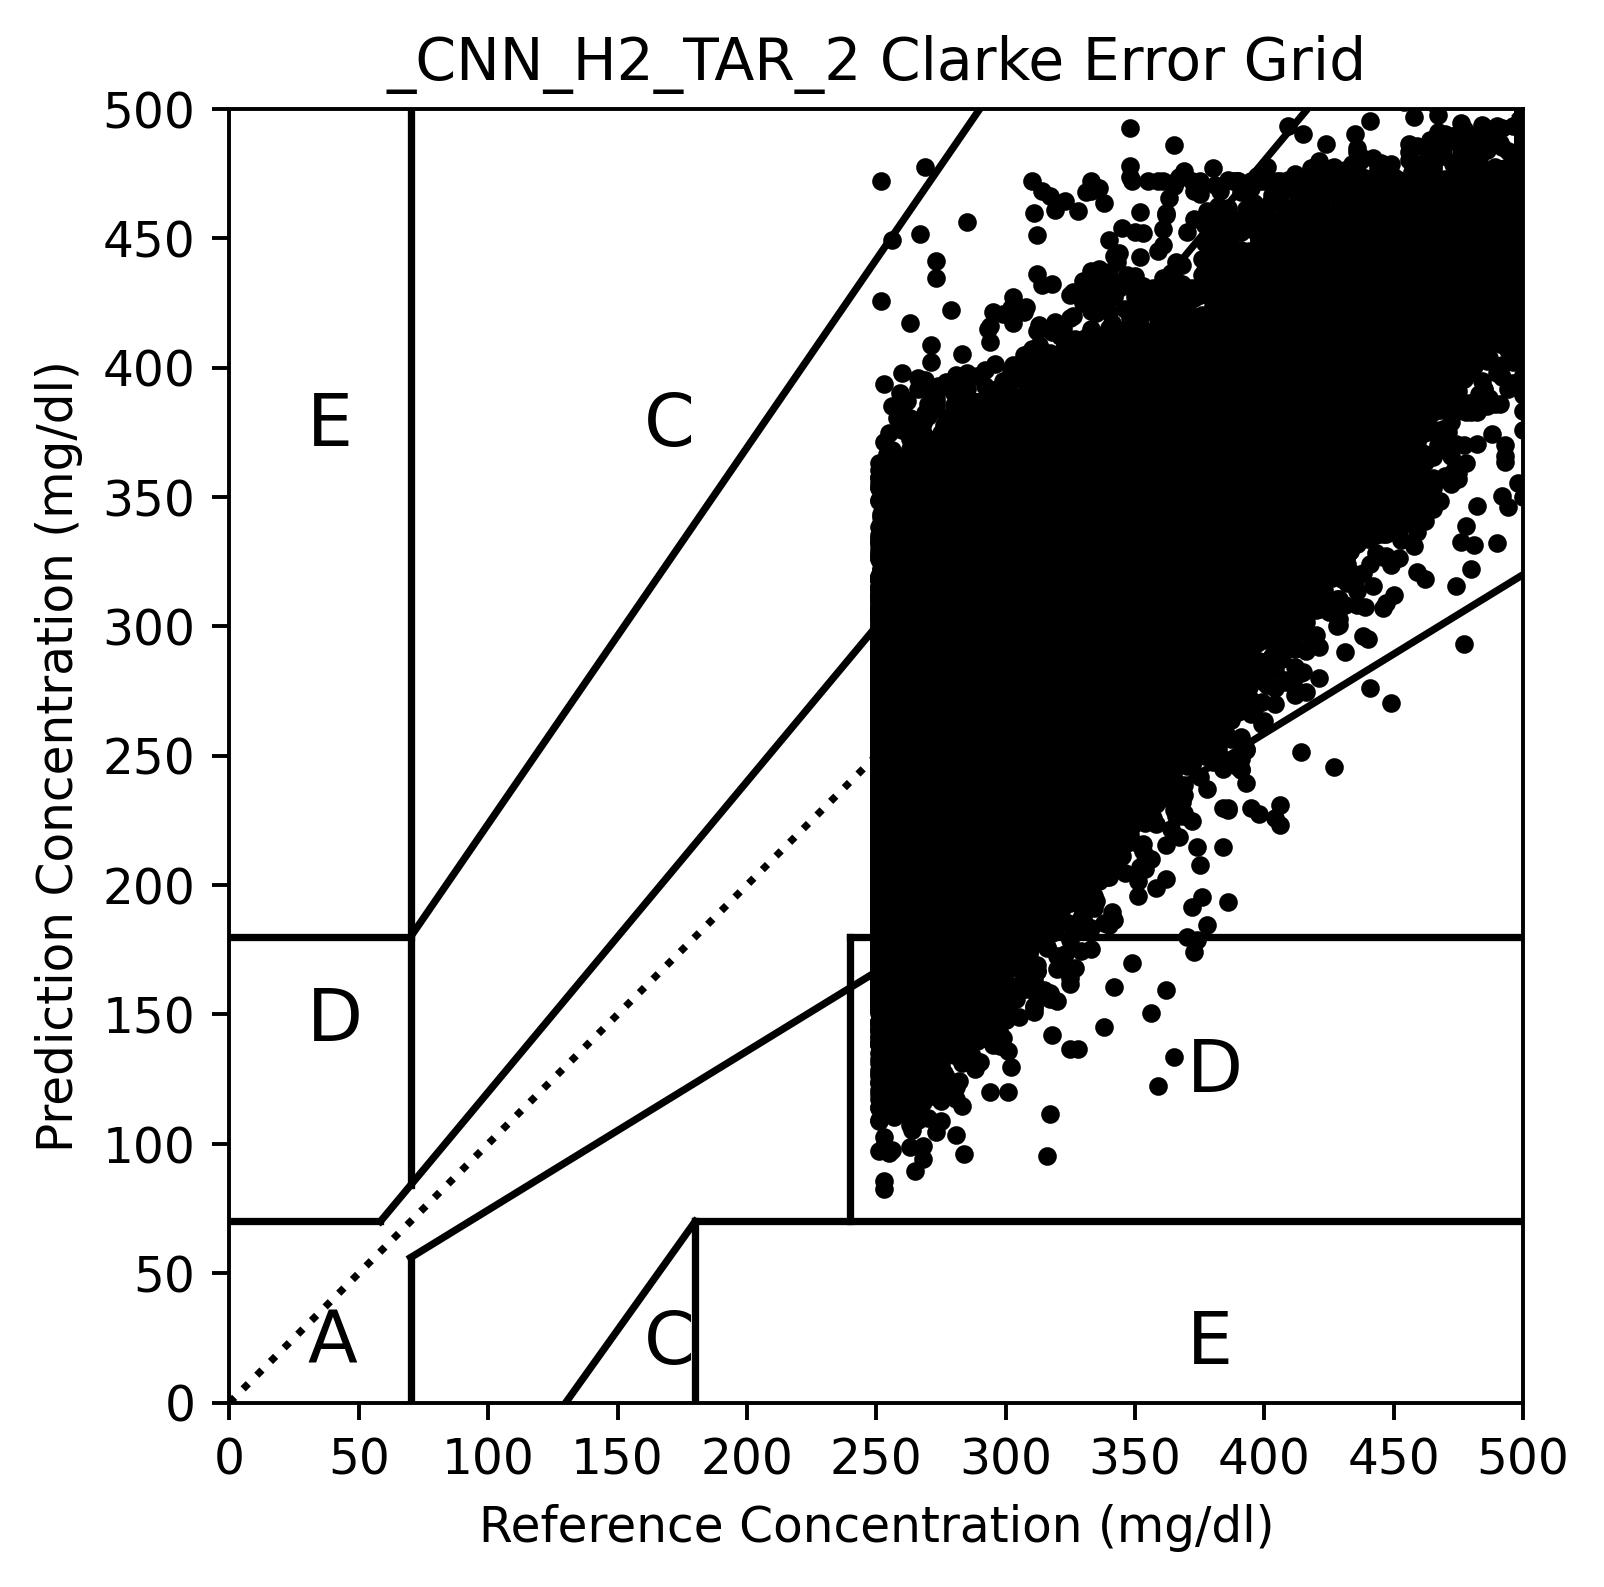 _CNN_H2_TAR_2 Clarke Error Grid
Prediction Concentration (mg/dl)
500
450
400
350
300
250
200
150
100
50
0
E
C
D
D
A
C
E
0 50 100 150 200 250 300 350 400 450 500
Reference Concentration (mg/dl)